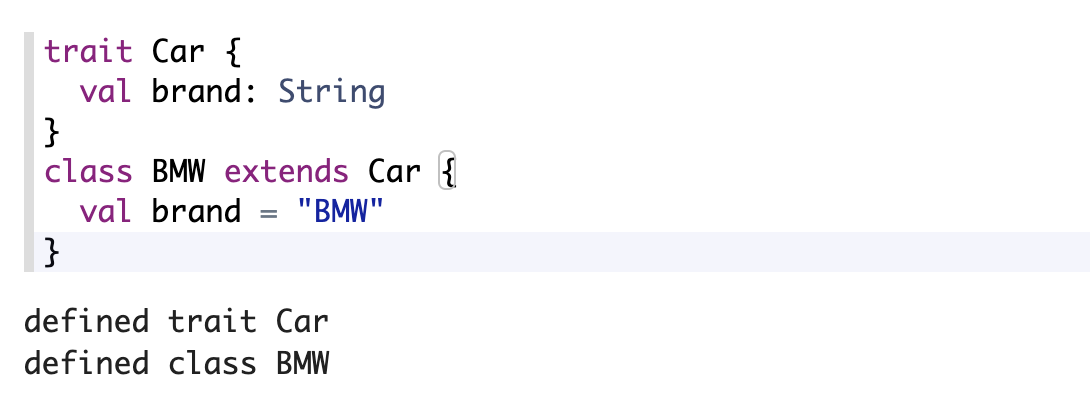 trait Car {
  val brand: String
}
class BMW extends Car {
  val brand = "BMW"
}
defined trait Car
defined class BMW